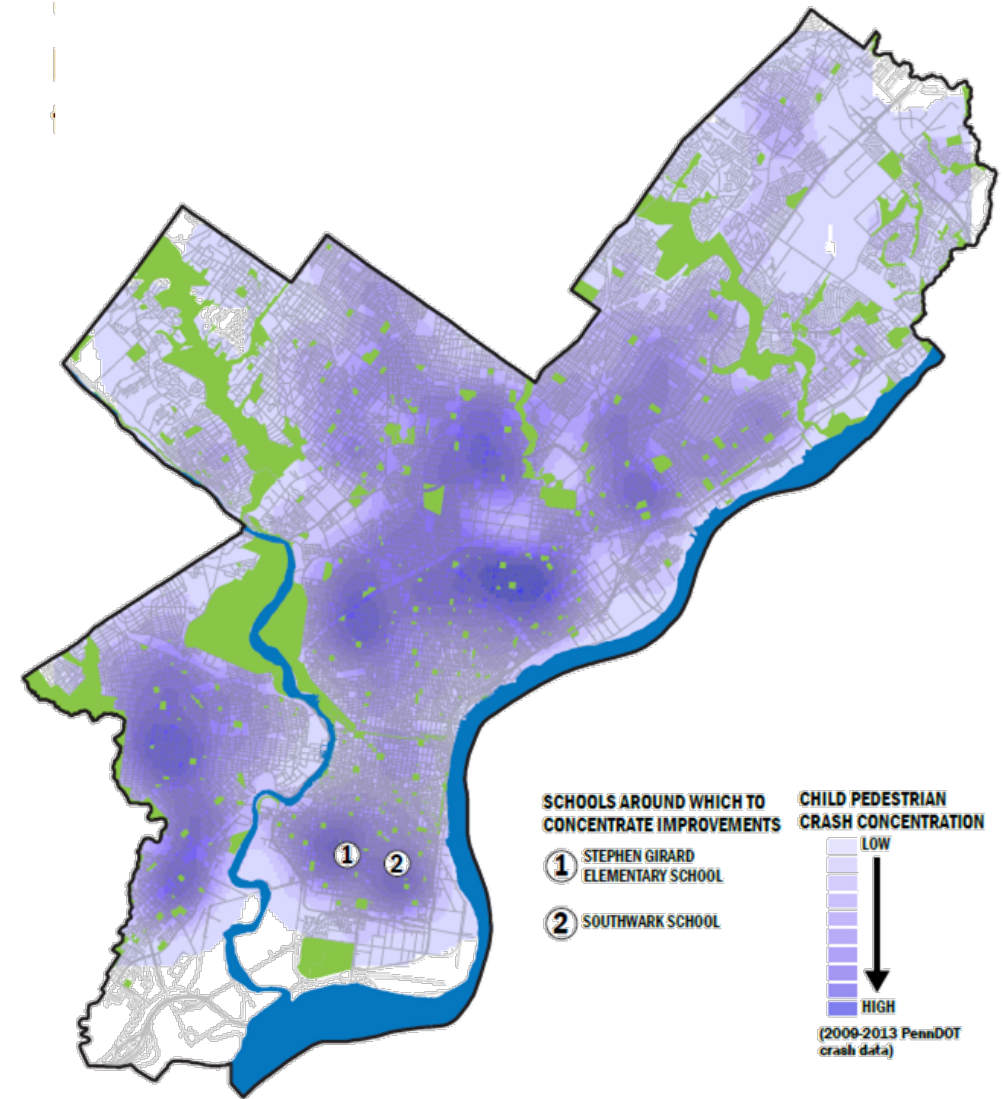 1
2
SCHOOLS AROUND WHICH TO
CONCENTRATE IMPROVEMENTS
1
STEPHEN GIRARD
ELEMENTARY SCHOOL
2
SOUTHWARK SCHOOL
CHILD PEDESTRIAN
CRASH CONCENTRATION
LOW
HIGH
(2009-2013 PennDOT
crash data)